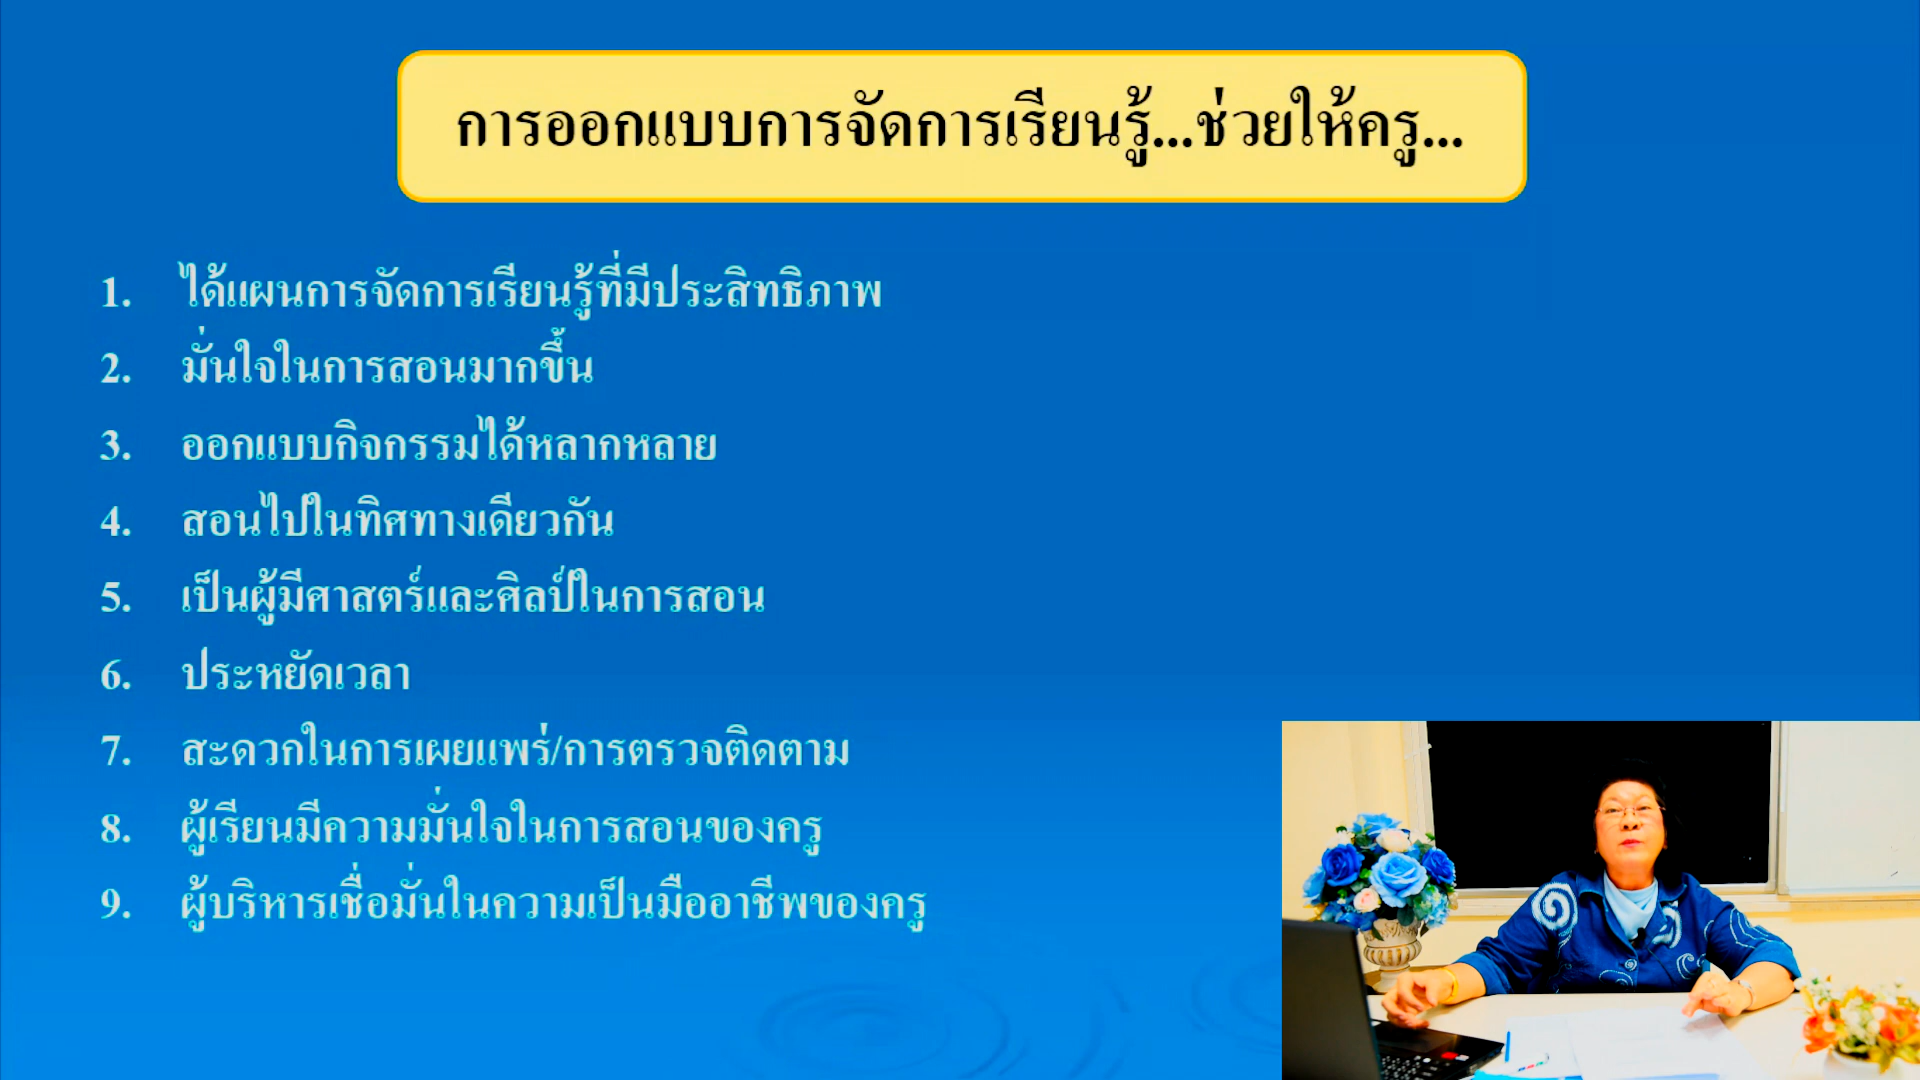 การออกแบบการจัดการเรียนรู้...ช่วยให้ครู...
1. ได้แผนการจัดการเรียนรู้ที่มีประสิทธิภาพ
2. มั่นใจในการสอนมากขึ้น
3. ออกแบบกิจกรรมได้หลากหลาย
4. สอนไปในทิศทางเดียวกัน
5. เป็นผู้มีศาสตร์และศิลป์ในการสอน
6. ประหยัดเวลา
7. สะดวกในการเผยแพร่/การตรวจติดตาม
8. ผู้เรียนมีความมั่นใจในการสอนของครู
9. ผู้บริหารเชื่อมั่นในความเป็นมืออาชีพของครู